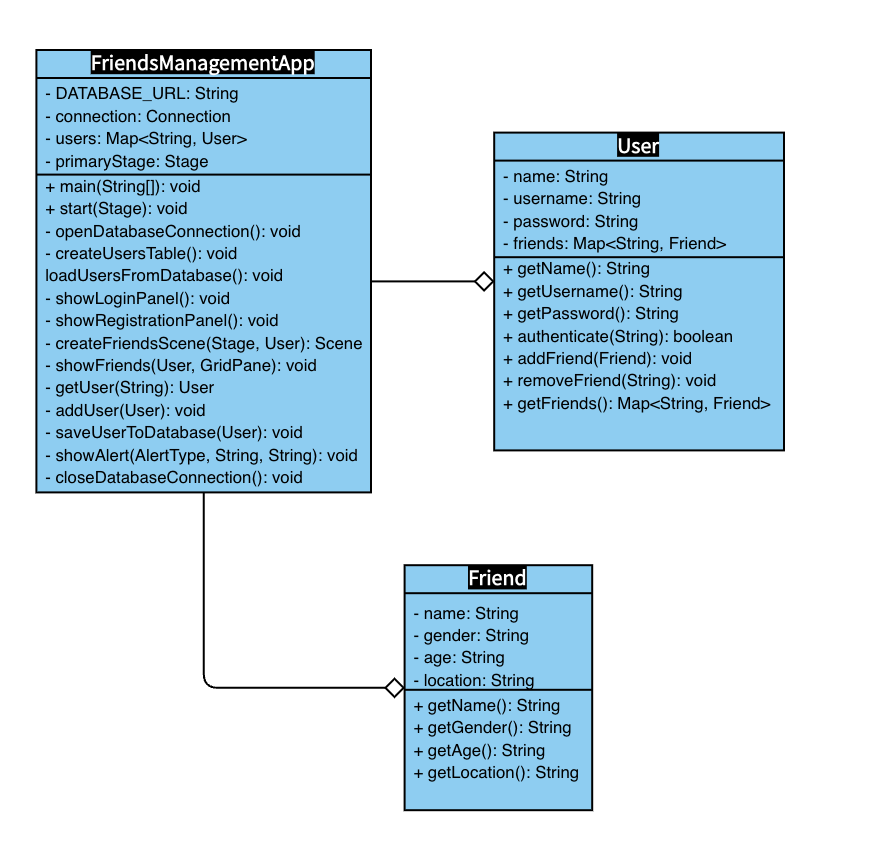 FriendsManagementApp
- DATABASE_URL: String
- connection: Connection
- users: Map<String, User>
- primaryStage: Stage
+ main(String[]): void
+ start(Stage): void
- openDatabaseConnection(): void
- createUsersTable(): void
loadUsersFromDatabase(): void
- showLoginPanel(): void
- showRegistrationPanel(): void
- createFriendsScene(Stage, User): Scene
- showFriends(User, GridPane): void
- getUser(String): User
- addUser(User): void
- saveUserToDatabase(User): void
- showAlert(AlertType, String, String): void
- closeDatabaseConnection(): void
User
- name: String
- username: String
- password: String
- friends: Map<String, Friend>
+ getName(): String
+ getUsername(): String
+ getPassword(): String
+ authenticate(String): boolean
+ addFriend(Friend): void
+ removeFriend(String): void
+ getFriends(): Map<String, Friend>
Friend
- name: String
- gender: String
- age: String
- location: String
+ getName(): String
+ getGender(): String
+ getAge(): String
+ getLocation(): String